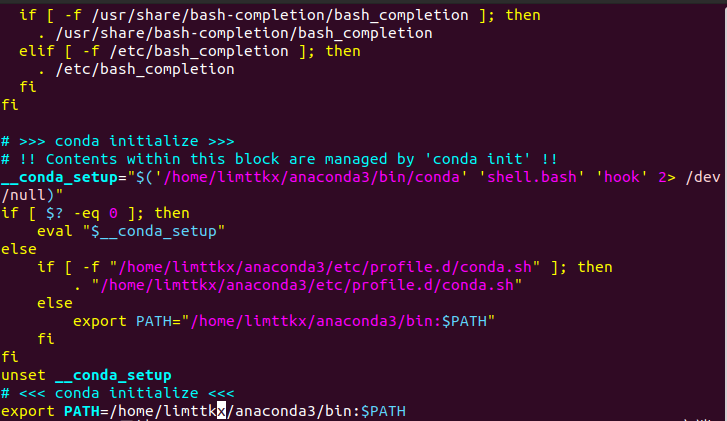 if [ -f /usr/share/bash-completion/bash_completion ]; then
. /usr/share/bash-completion/bash_completion
elif [ -f /etc/bash_completion ]; then
. /etc/bash_completion
fi
fi
# >>> conda initialize >>>
# !! Contents within this block are managed by 'conda init' !!
__conda_setup="$('/home/limttkx/anaconda3/bin/conda' 'shell.bash' 'hook' 2> /dev
/null)"
if [ $? -eq 0 ]; then
eval "$__conda_setup"
else
if [ -f "/home/limttkx/anaconda3/etc/profile.d/conda.sh" ]; then
. "/home/limttkx/anaconda3/etc/profile.d/conda.sh"
else
export PATH="/home/limttkx/anaconda3/bin:$PATH"
fi
fi
unset __conda_setup
# <<< conda initialize <<<
export PATH=/home/limttkx/anaconda3/bin:$PATH